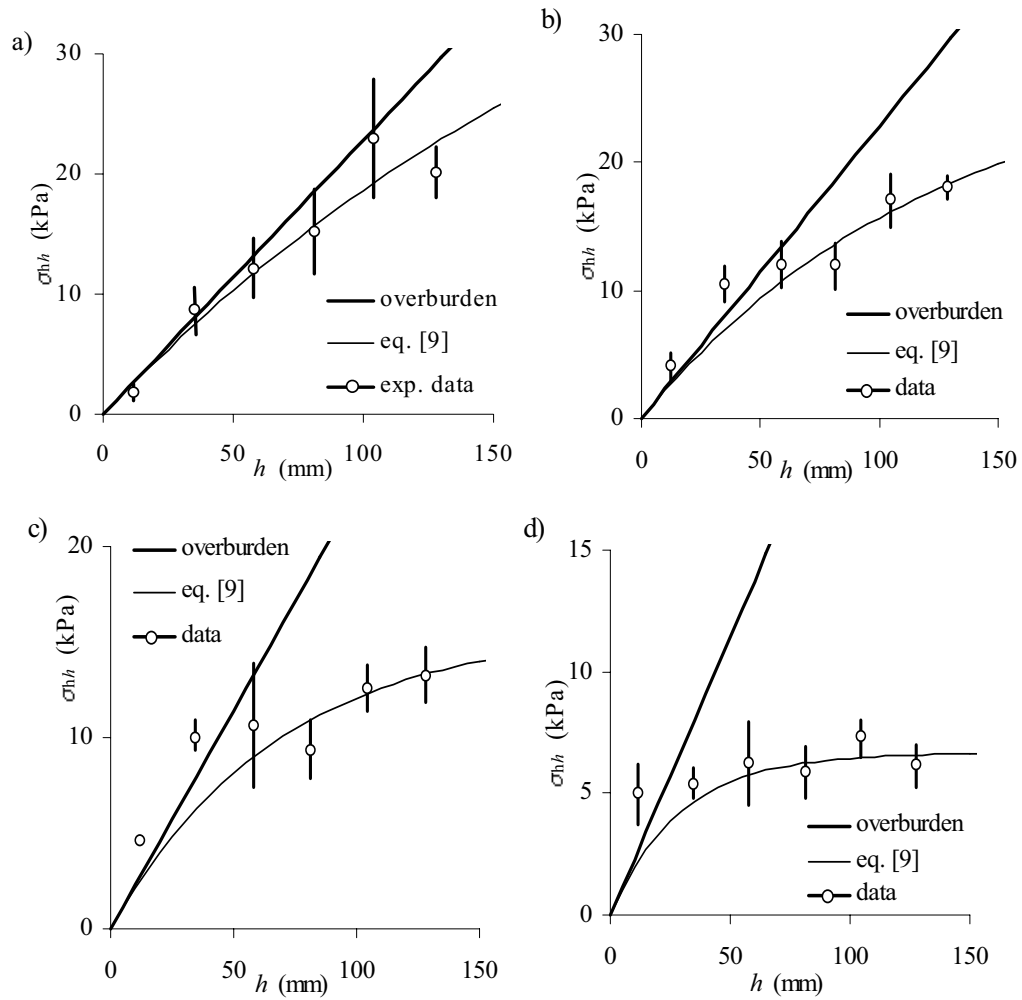 a)
30
20
10
0
σhh (kPa)
overburden
eq. [9]
exp. data
0 50 100 150
h (mm)
b)
30
20
10
0
σhh (kPa)
overburden
eq. [9]
data
0 50 100 150
h (mm)
c)
20
10
0
σhh (kPa)
overburden
eq. [9]
data
0 50 100 150
h (mm)
d)
15
10
5
0
σhh (kPa)
overburden
eq. [9]
data
0 50 100 150
h (mm)